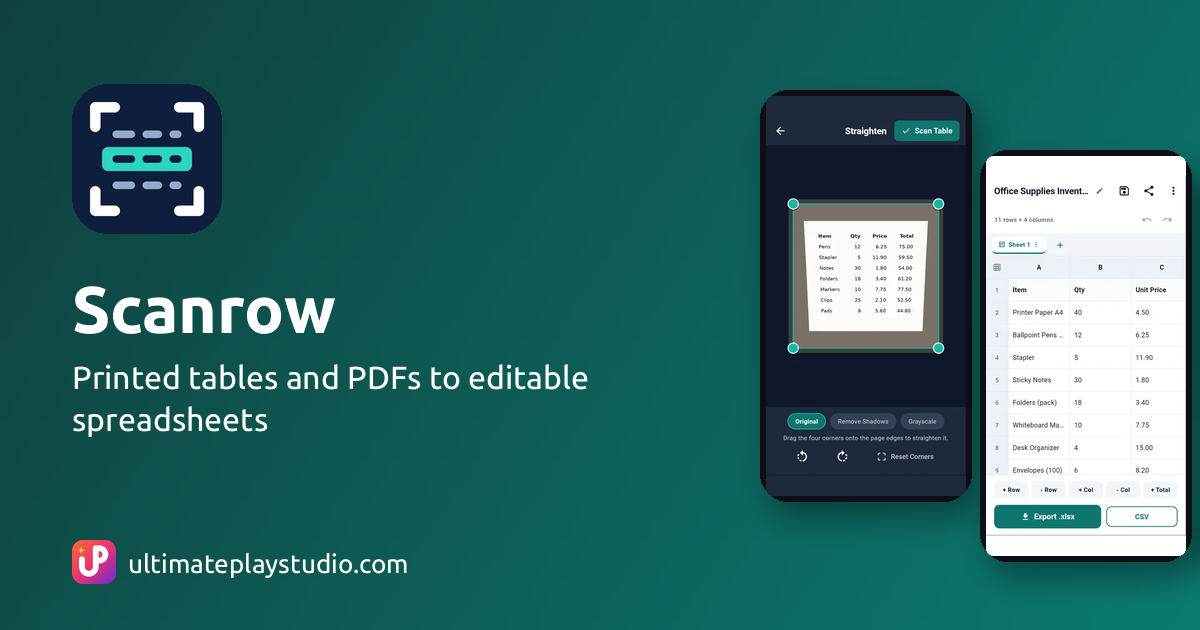 Scanrow
Printed tables and PDFs to editable
spreadsheets
UP ultimateplaystudio.com
Straighten
Scan Table
Item Qty Price Total
Pens 12 6.25 75.00
Stapler 5 11.90 59.50
Notes 30 1.80 54.00
Folders 18 3.40 61.20
Markers 10 7.75 77.50
Clips 25 2.10 52.50
Pads 8 5.60 44.80
Original Remove Shadows Grayscale
Drag the four corners onto the page edges to straighten it.
Reset Corners
Office Supplies Invent...
11 rows × 4 columns
Sheet 1
A B C
1 Item Qty Unit Price
2 Printer Paper A4 40 4.50
3 Ballpoint Pens ... 12 6.25
4 Stapler 5 11.90
5 Sticky Notes 30 1.80
6 Folders (pack) 18 3.40
7 Whiteboard Ma... 10 7.75
8 Desk Organizer 4 15.00
9 Envelopes (100) 6 8.20
+ Row - Row + Col - Col + Total
Export .xlsx CSV